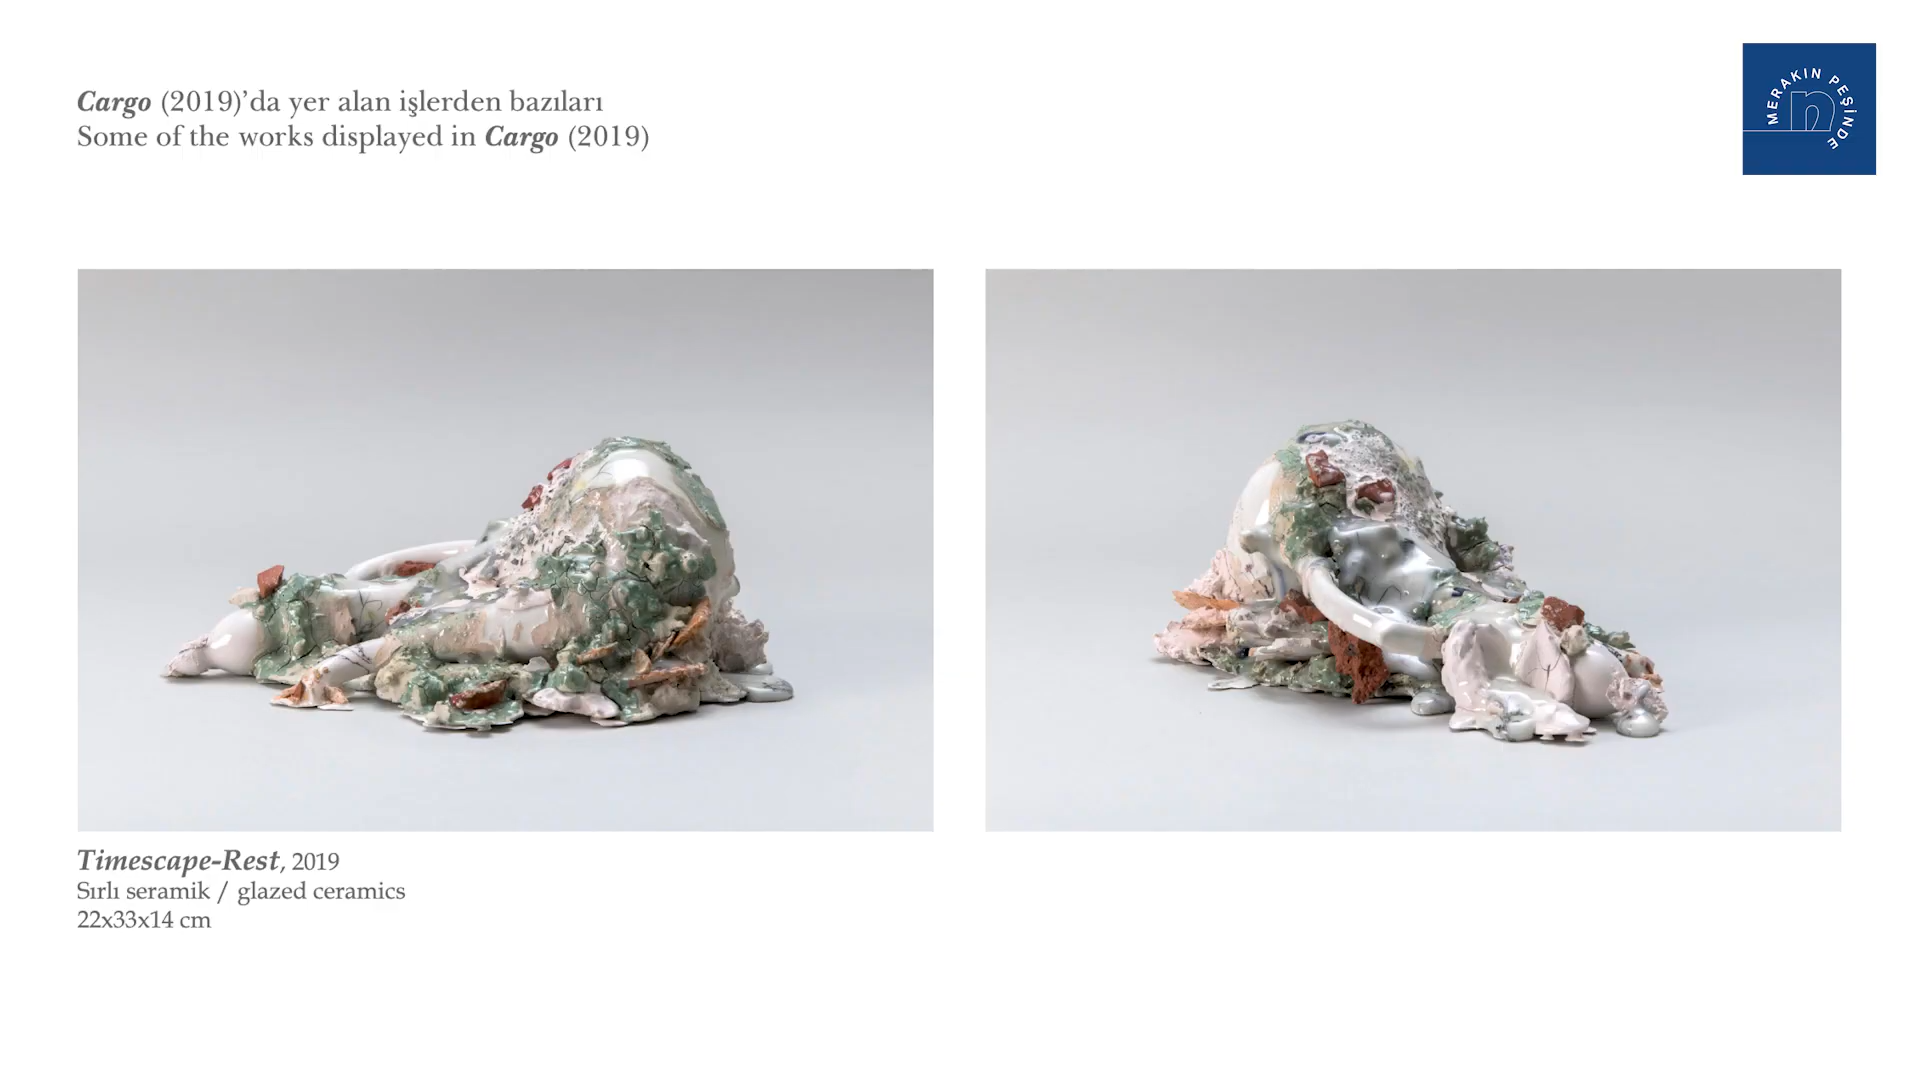 Cargo (2019)’da yer alan işlerden bazıları
Some of the works displayed in Cargo (2019)
MERAKIN PEŞİNDE
n
Timescape-Rest, 2019
Sırlı seramik / glazed ceramics
22x33x14 cm